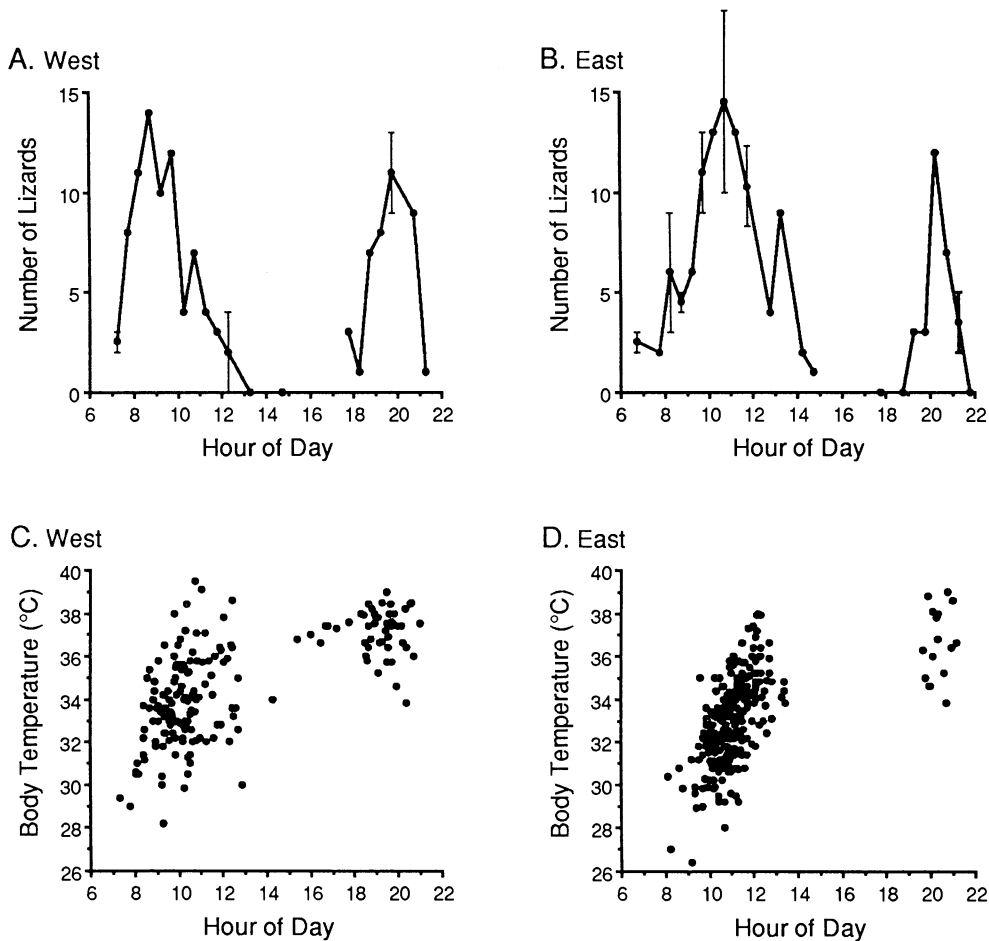 A. West
15
10
5
0
Number of Lizards
6 8 10 12 14 16 18 20 22
Hour of Day
B. East
15
10
5
0
Number of Lizards
6 8 10 12 14 16 18 20 22
Hour of Day
C. West
40
38
36
34
32
30
28
26
Body Temperature (°C)
6 8 10 12 14 16 18 20 22
Hour of Day
D. East
40
38
36
34
32
31
28
26
Body Temperature (°C)
6 8 10 12 14 16 18 20 22
Hour of Day